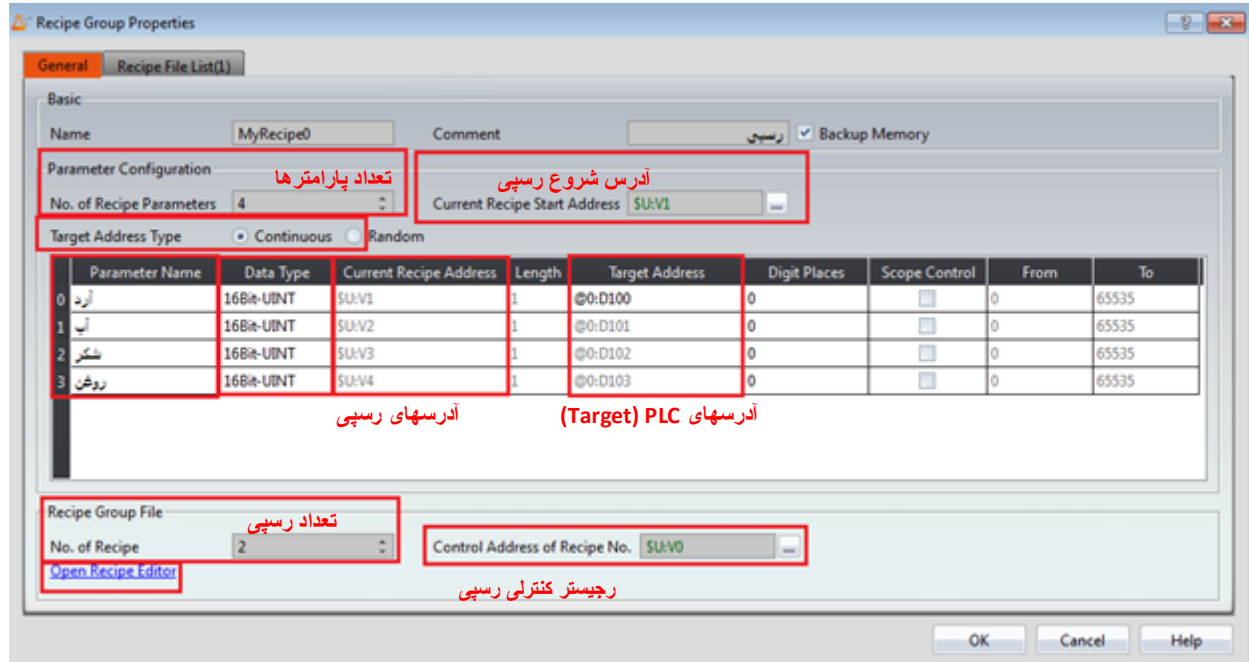 Recipe Group Properties
General Recipe File List(1)
Basic
Name MyRecipe0 Comment رسپی Backup Memory
Parameter Configuration
تعداد پارامترها
آدرس شروع رسپی
No. of Recipe Parameters 4 Current Recipe Start Address $U:V1 ...
Target Address Type Continuous Random
Parameter Name Data Type Current Recipe Address Length Target Address Digit Places Scope Control From To
0 آرد 16Bit-UINT $U:V1 1 @0:D100 0 0 65535
1 آب 16Bit-UINT $U:V2 1 @0:D101 0 0 65535
2 شکر 16Bit-UINT $U:V3 1 @0:D102 0 0 65535
3 روغن 16Bit-UINT $U:V4 1 @0:D103 0 0 65535
آدرسهای رسپی
آدرسهای PLC (Target)
Recipe Group File
تعداد رسپی
No. of Recipe 2 Control Address of Recipe No. $U:V0 ...
Open Recipe Editor
رجیستر کنترلی رسپی
OK Cancel Help